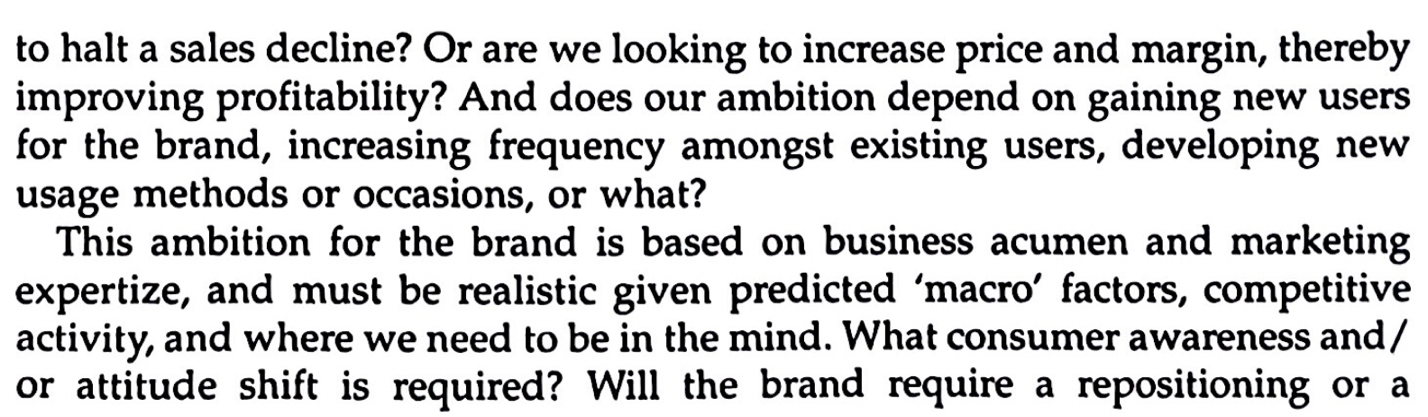 to halt a sales decline? Or are we looking to increase price and margin, thereby
improving profitability? And does our ambition depend on gaining new users
for the brand, increasing frequency amongst existing users, developing new
usage methods or occasions, or what?
This ambition for the brand is based on business acumen and marketing
expertize, and must be realistic given predicted ‘macro’ factors, competitive
activity, and where we need to be in the mind. What consumer awareness and/
or attitude shift is required? Will the brand require a repositioning or a